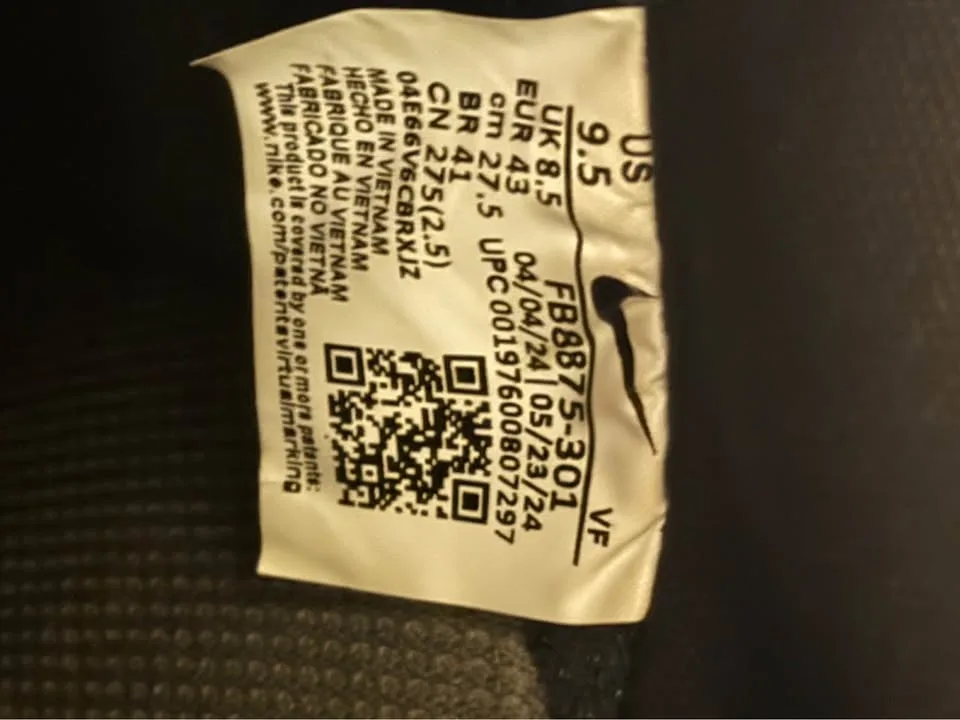 US
9.5
VF
UK 8.5
FB8875-301
EUR 43
04/04/24 | 05/23/24
cm 27.5
UPC 00197600807297
BR 41
CN 275(2.5)
04E66V6CBRXJZ
MADE IN VIETNAM
HECHO EN VIETNAM
FABRIQUE AU VIETNAM
FABRICADO NO VIETNÃ
This product is covered by one or more patents:
www.nike.com/patentsvirtualmarking